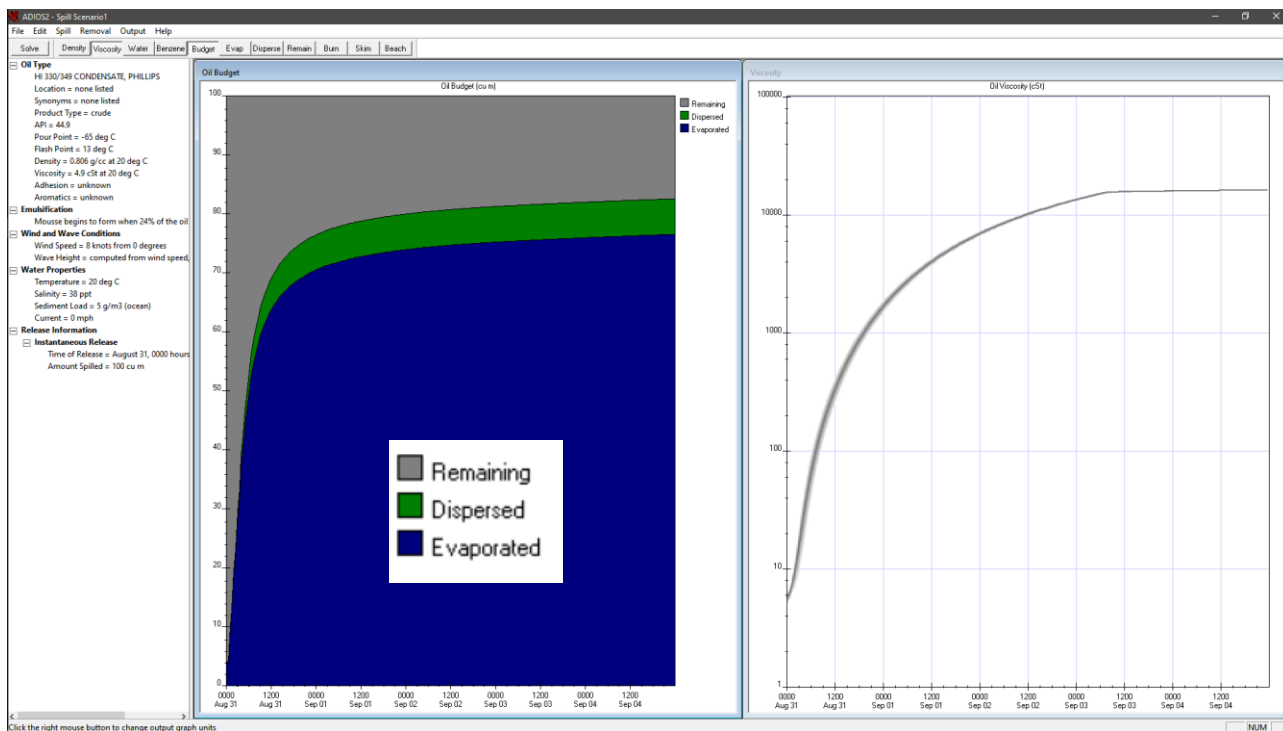 ADIOS2 - Spill Scenario1
File Edit Spill Removal Output Help
Solve Density Viscosity Water Benzene Budget Evap Disperse Remain Burn Skim Beach
Oil Type
HI 330/349 CONDENSATE, PHILLIPS
Location = none listed
Synonyms = none listed
Product Type = crude
API = 44.9
Pour Point = -65 deg C
Flash Point = 13 deg C
Density = 0.806 g/cc at 20 deg C
Viscosity = 4.9 cSt at 20 deg C
Adhesion = unknown
Aromatics = unknown
Emulsification
Mousse begins to form when 24% of the oil
Wind and Wave Conditions
Wind Speed = 8 knots from 0 degrees
Wave Height = computed from wind speed,
Water Properties
Temperature = 20 deg C
Salinity = 38 ppt
Sediment Load = 5 g/m3 (ocean)
Current = 0 mph
Release Information
Instantaneous Release
Time of Release = August 31, 0000 hours
Amount Spilled = 100 cu m
Oil Budget
Oil Budget (cu m)
100
90
80
70
60
50
40
30
20
10
0
0000 1200 0000 1200 0000 1200 0000 1200 0000 1200
Aug 31 Aug 31 Sep 01 Sep 01 Sep 02 Sep 02 Sep 03 Sep 03 Sep 04 Sep 04
Remaining
Dispersed
Evaporated
Remaining
Dispersed
Evaporated
Viscosity
Oil Viscosity (cSt)
100000
10000
1000
100
10
1
0000 1200 0000 1200 0000 1200 0000 1200 0000 1200
Aug 31 Aug 31 Sep 01 Sep 01 Sep 02 Sep 02 Sep 03 Sep 03 Sep 04 Sep 04
Click the right mouse button to change output graph units
NUM